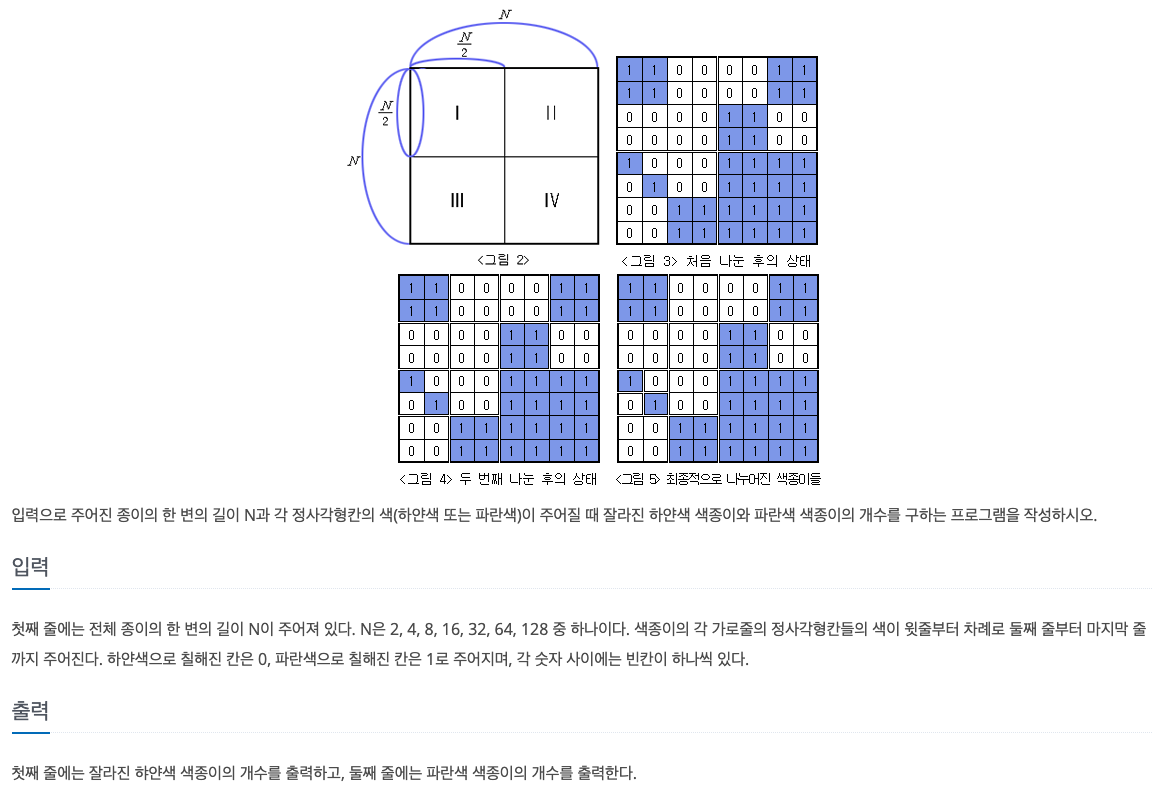 N
N
2
N
2
N
I II
III IV
<그림 2>
1 1 0 0 0 0 1 1
1 1 0 0 0 0 1 1
0 0 0 0 1 1 0 0
0 0 0 0 1 1 0 0
1 0 0 0 1 1 1 1
0 1 0 0 1 1 1 1
0 0 1 1 1 1 1 1
0 0 1 1 1 1 1 1
<그림 3> 처음 나눈 후의 상태
1 1 0 0 0 0 1 1
1 1 0 0 0 0 1 1
0 0 0 0 1 1 0 0
0 0 0 0 1 1 0 0
1 0 0 0 1 1 1 1
0 1 0 0 1 1 1 1
0 0 1 1 1 1 1 1
0 0 1 1 1 1 1 1
<그림 4> 두 번째 나눈 후의 상태
1 1 0 0 0 0 1 1
1 1 0 0 0 0 1 1
0 0 0 0 1 1 0 0
0 0 0 0 1 1 0 0
1 0 0 0 1 1 1 1
0 1 0 0 1 1 1 1
0 0 1 1 1 1 1 1
0 0 1 1 1 1 1 1
<그림 5> 최종적으로 나누어진 색종이들
입력으로 주어진 종이의 한 변의 길이 N과 각 정사각형칸의 색(하얀색 또는 파란색)이 주어질 때 잘라진 하얀색 색종이와 파란색 색종이의 개수를 구하는 프로그램을 작성하시오.
입력
첫째 줄에는 전체 종이의 한 변의 길이 N이 주어져 있다. N은 2, 4, 8, 16, 32, 64, 128 중 하나이다. 색종이의 각 가로줄의 정사각형칸들의 색이 윗줄부터 차례로 둘째 줄부터 마지막 줄
까지 주어진다. 하얀색으로 칠해진 칸은 0, 파란색으로 칠해진 칸은 1로 주어지며, 각 숫자 사이에는 빈칸이 하나씩 있다.
출력
첫째 줄에는 잘라진 햐얀색 색종이의 개수를 출력하고, 둘째 줄에는 파란색 색종이의 개수를 출력한다.